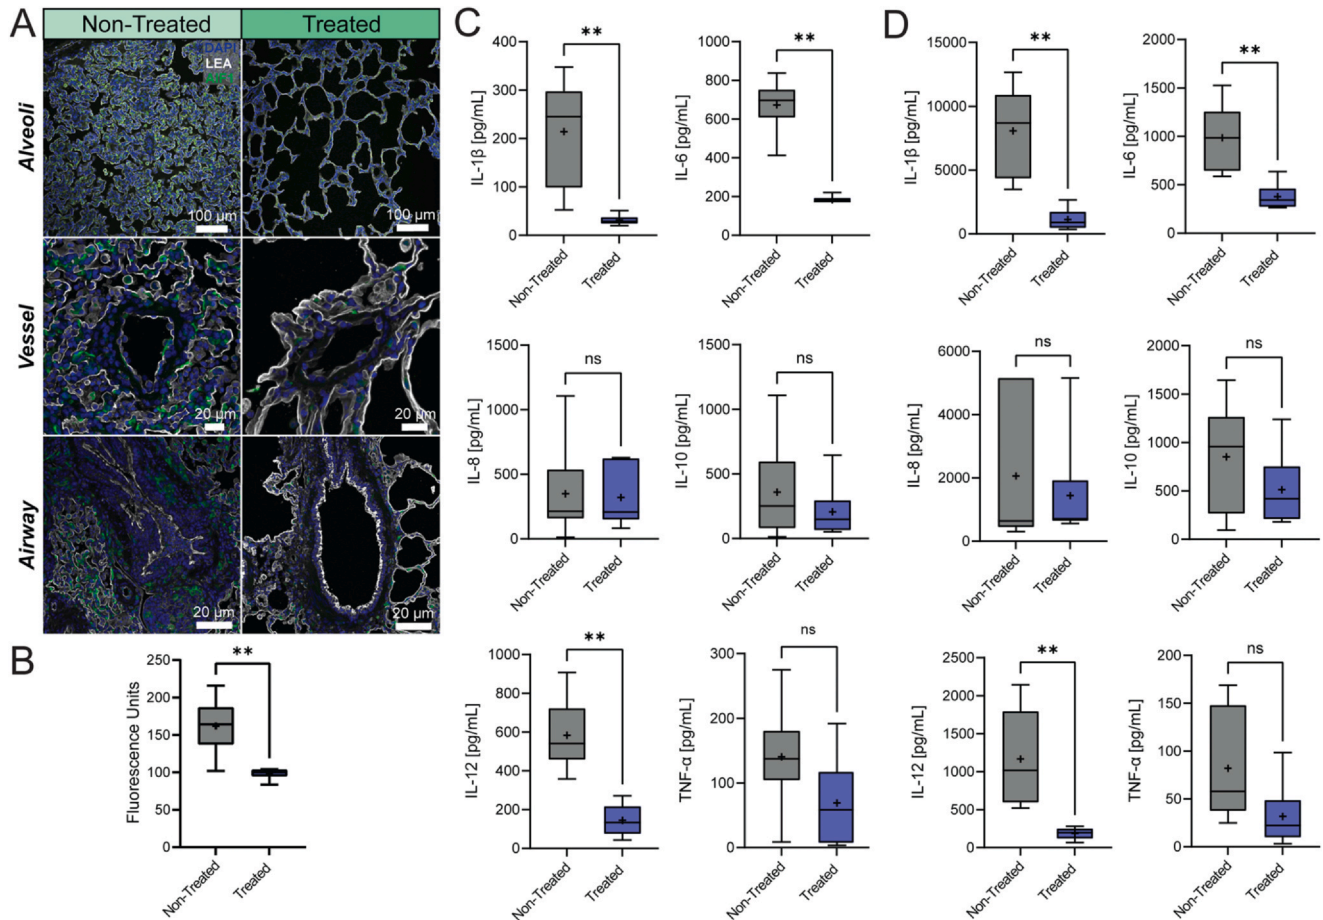 A
Non-Treated
Treated
DAPI
LEA
Alveoli
100 µm
100 µm
Vessel
20 µm
20 µm
Airway
20 µm
20 µm
B
Fluorescence Units
250
200
150
100
50
0
**
Non-Treated
Treated
C
IL-1β [pg/mL]
400
300
200
100
0
**
Non-Treated
Treated
IL-6 [pg/mL]
1000
800
600
400
200
0
**
Non-Treated
Treated
IL-8 [pg/mL]
1500
1000
500
0
ns
Non-Treated
Treated
IL-10 [pg/mL]
1500
1000
500
0
ns
Non-Treated
Treated
IL-12 [pg/mL]
1000
800
600
400
200
0
**
Non-Treated
Treated
TNF-α [pg/mL]
300
200
100
0
ns
Non-Treated
Treated
D
IL-1β [pg/mL]
15000
10000
5000
0
**
Non-Treated
Treated
IL-6 [pg/mL]
2000
1500
1000
500
0
**
Non-Treated
Treated
IL-8 [pg/mL]
6000
4000
2000
0
ns
Non-Treated
Treated
IL-10 [pg/mL]
2000
1500
1000
500
0
ns
Non-Treated
Treated
IL-12 [pg/mL]
2500
2000
1500
1000
500
0
**
Non-Treated
Treated
TNF-α [pg/mL]
200
150
100
50
0
ns
Non-Treated
Treated